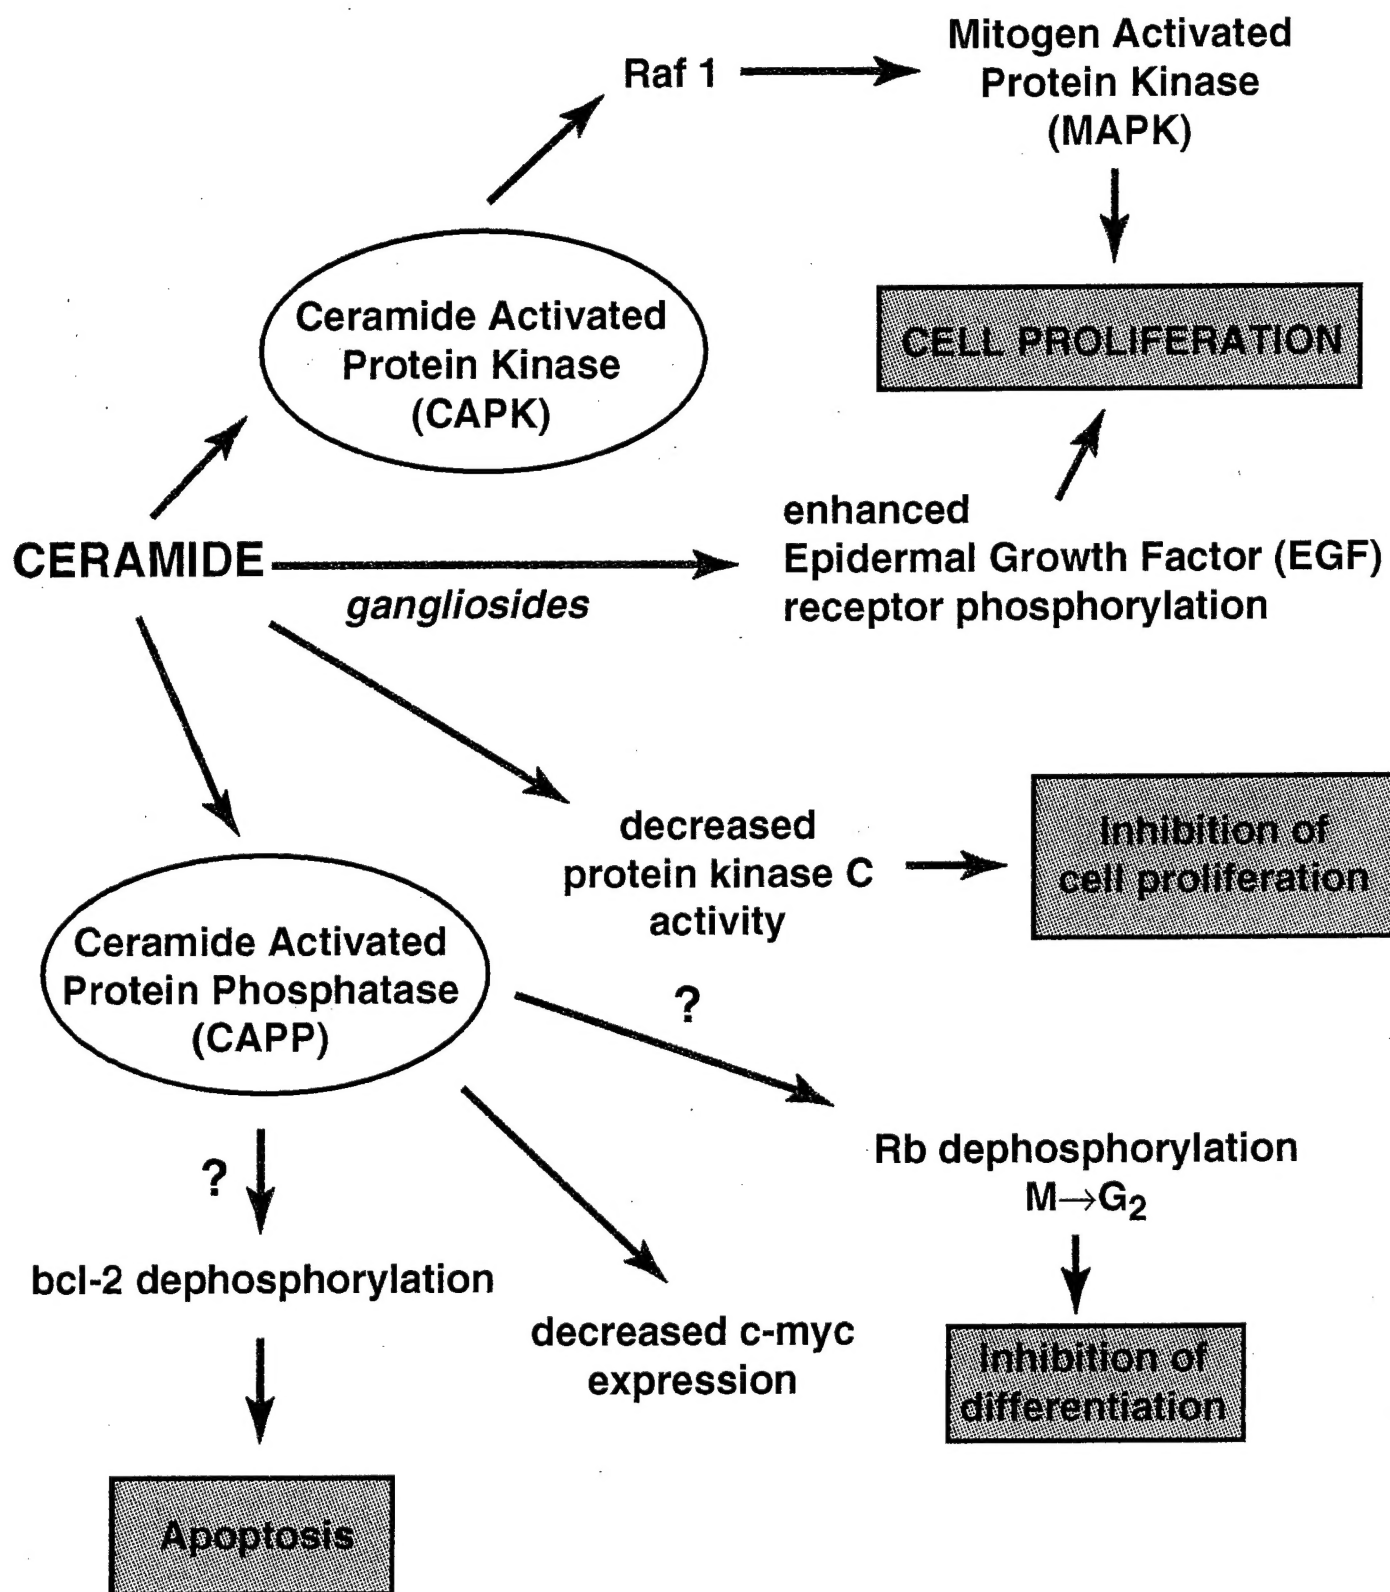 Raf 1
Mitogen Activated
Protein Kinase
(MAPK)
Ceramide Activated
Protein Kinase
(CAPK)
CELL PROLIFERATION
CERAMIDE
gangliosides
enhanced
Epidermal Growth Factor (EGF)
receptor phosphorylation
decreased
protein kinase C
activity
Inhibition of
cell proliferation
Ceramide Activated
Protein Phosphatase
(CAPP)
?
Rb dephosphorylation
M→G₂
?
bcl-2 dephosphorylation
decreased c-myc
expression
Inhibition of
differentiation
Apoptosis